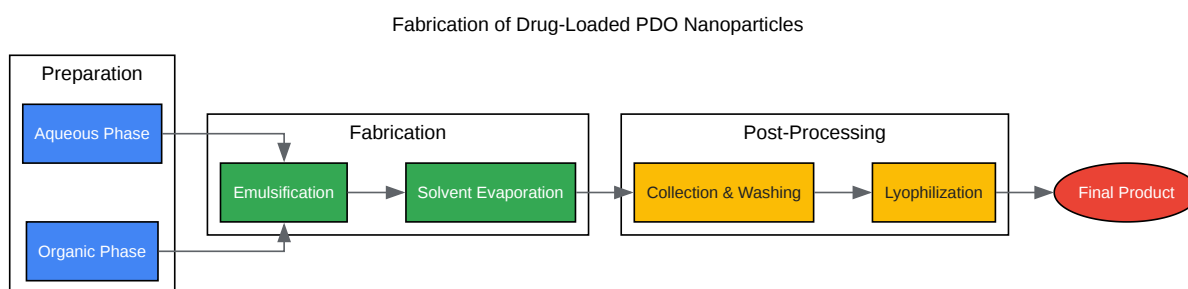 Fabrication of Drug-Loaded PDO Nanoparticles
Preparation
Aqueous Phase
Organic Phase
Fabrication
Emulsification
Solvent Evaporation
Post-Processing
Collection & Washing
Lyophilization
Final Product